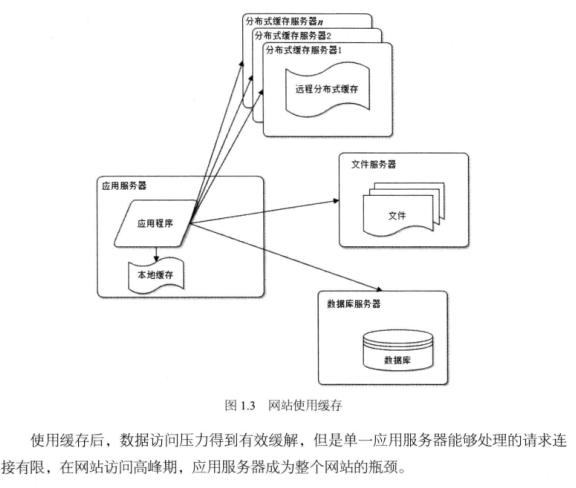 分布式缓存服务器n
分布式缓存服务器2
分布式缓存服务器1
远程分布式缓存
应用服务器
应用程序
本地缓存
文件服务器
文件
数据库服务器
数据库
图 1.3 网站使用缓存
使用缓存后，数据访问压力得到有效缓解，但是单一应用服务器能够处理的请求连
接有限，在网站访问高峰期，应用服务器成为整个网站的瓶颈。